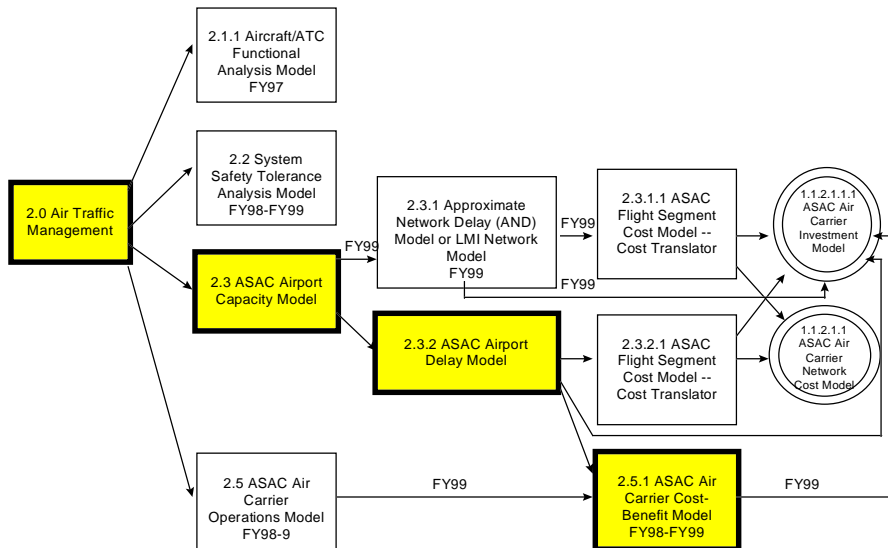 2.1.1 Aircraft/ATC
Functional
Analysis Model
FY97
2.2 System
Safety Tolerance
Analysis Model
FY98-FY99
2.0 Air Traffic
Management
2.3 ASAC Airport
Capacity Model
FY99
2.3.1 Approximate
Network Delay (AND)
Model or LMI Network
Model
FY99
FY99
FY99
2.3.1.1 ASAC
Flight Segment
Cost Model --
Cost Translator
1.1.2.1.1.1
ASAC Air
Carrier
Investment
Model
2.3.2 ASAC Airport
Delay Model
2.3.2.1 ASAC
Flight Segment
Cost Model --
Cost Translator
1.1.2.1.1
ASAC Air
Carrier
Network
Cost Model
2.5 ASAC Air
Carrier
Operations Model
FY98-9
FY99
2.5.1 ASAC Air
Carrier Cost-
Benefit Model
FY98-FY99
FY99